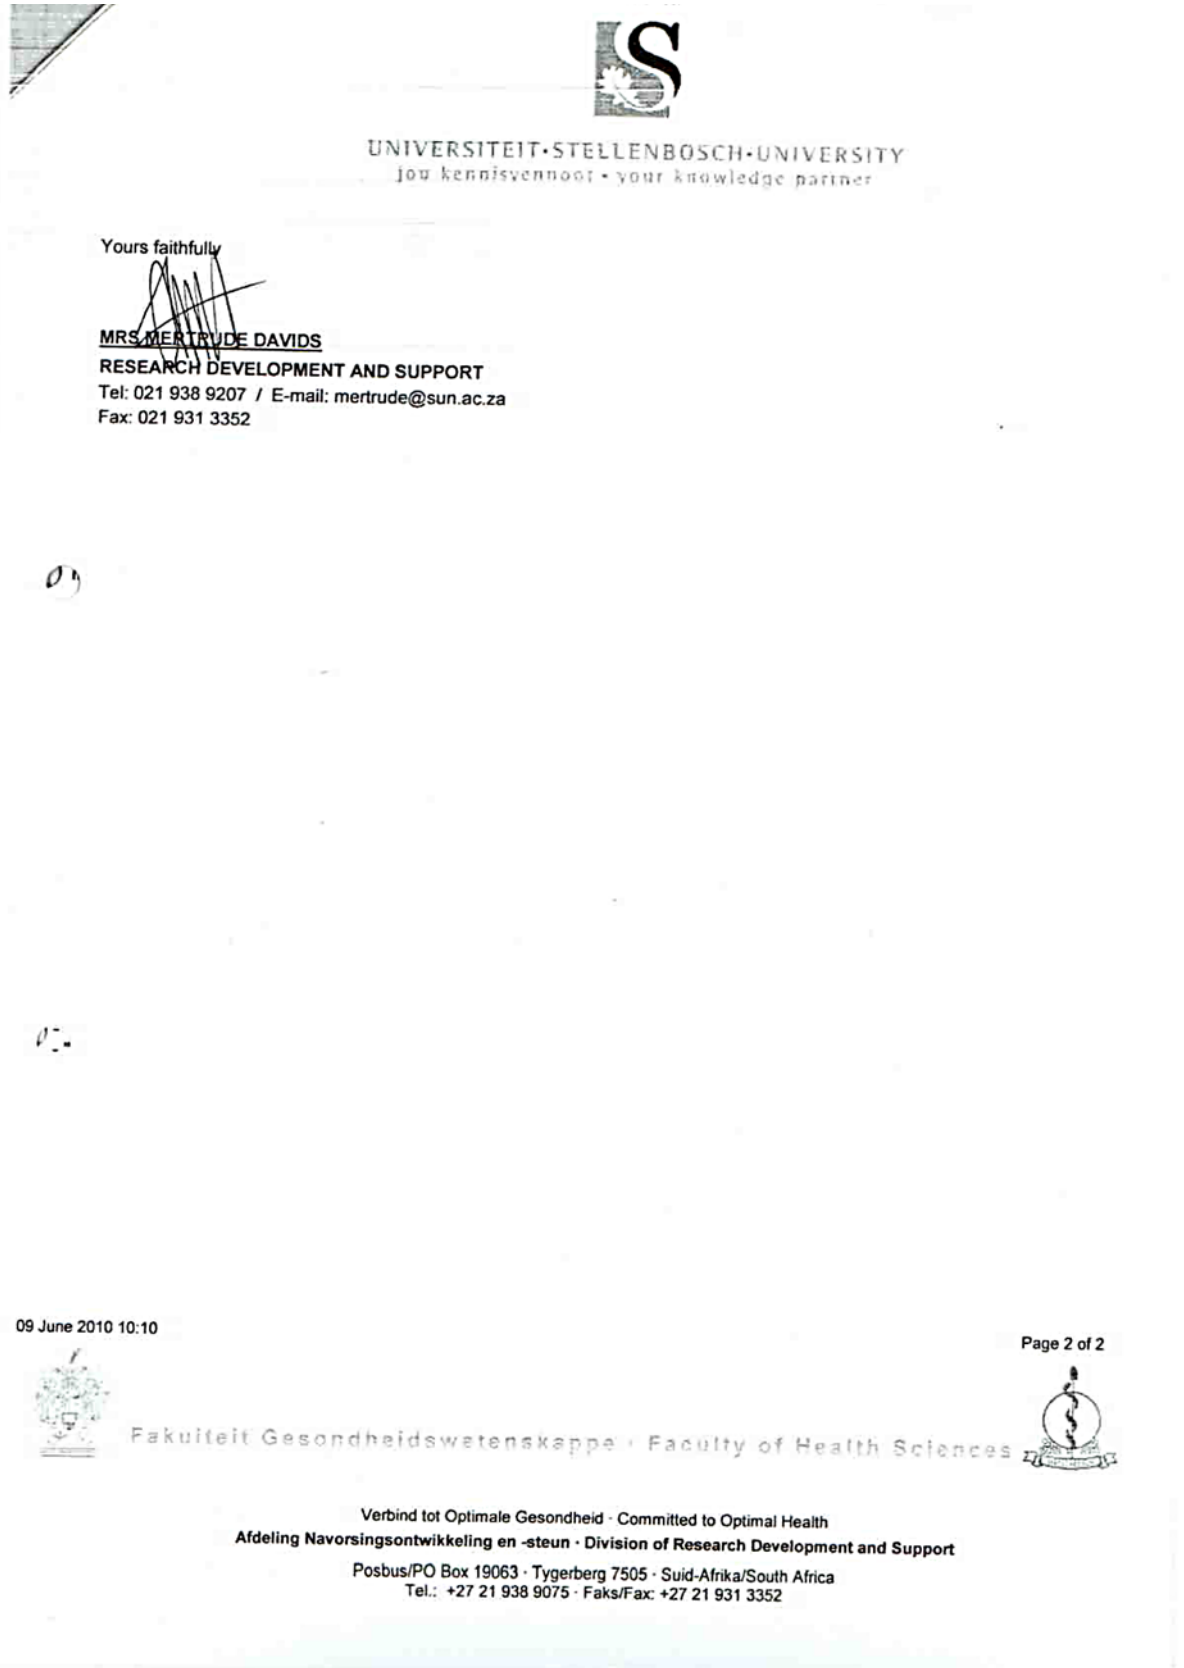 UNIVERSITEIT•STELLENBOSCH•UNIVERSITY
jou kennisvennoot • your knowledge partner
Yours faithfully
MRS MERTRUDE DAVIDS
RESEARCH DEVELOPMENT AND SUPPORT
Tel: 021 938 9207 / E-mail: mertrude@sun.ac.za
Fax: 021 931 3352
09 June 2010 10:10
Page 2 of 2
Fakulteit Gesondheidswetenskappe · Faculty of Health Sciences
Verbind tot Optimale Gesondheid · Committed to Optimal Health
Afdeling Navorsingsontwikkeling en -steun · Division of Research Development and Support
Posbus/PO Box 19063 · Tygerberg 7505 · Suid-Afrika/South Africa
Tel.: +27 21 938 9075 · Faks/Fax: +27 21 931 3352